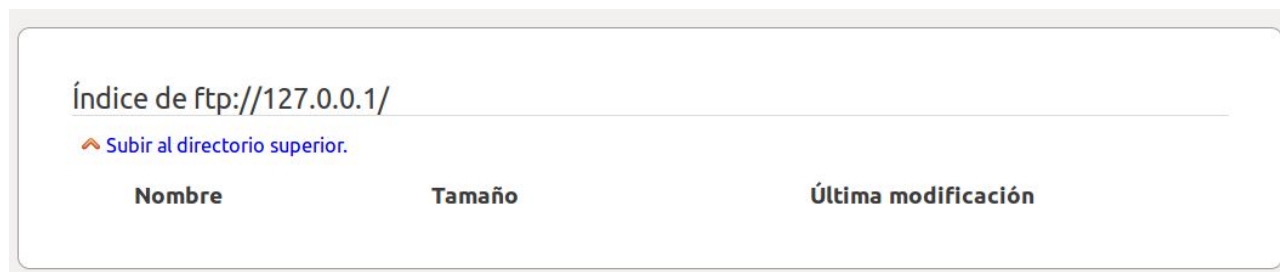 Índice de ftp://127.0.0.1/
Subir al directorio superior.
Nombre Tamaño Última modificación